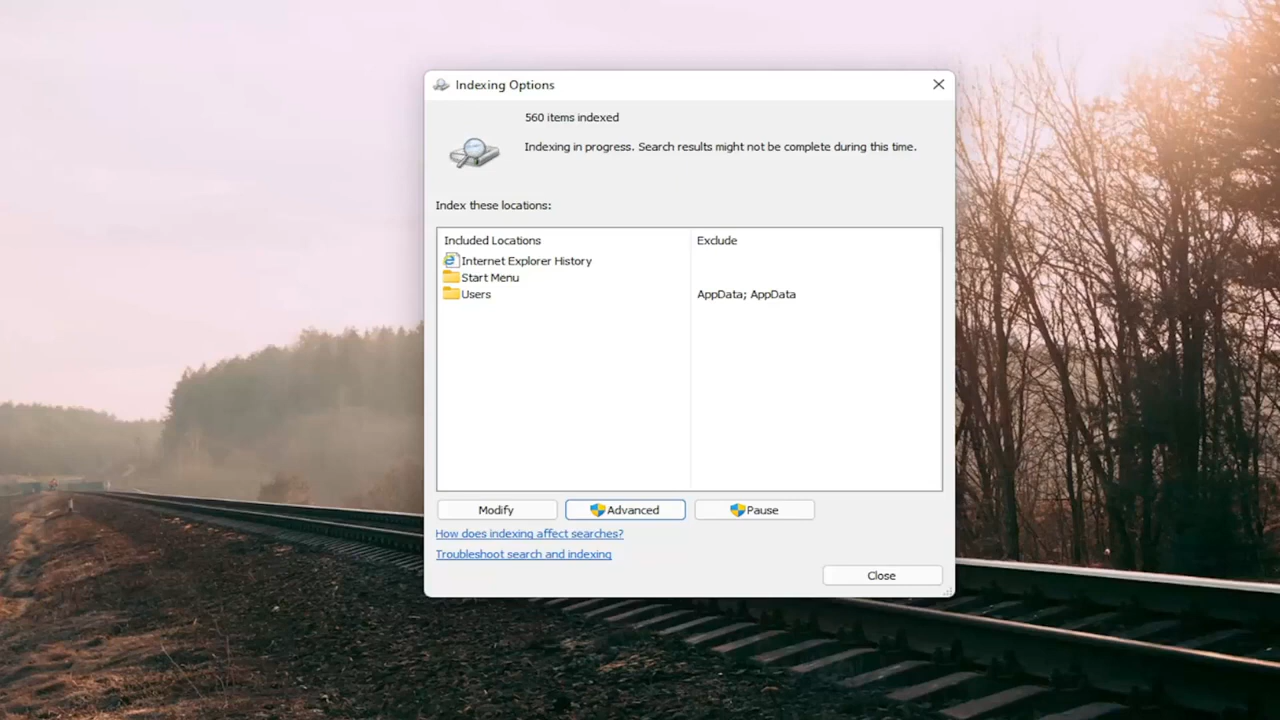 Indexing Options
560 items indexed
Indexing in progress. Search results might not be complete during this time.
Index these locations:
Included Locations
Exclude
Internet Explorer History
Start Menu
Users
AppData; AppData
Modify
Advanced
Pause
How does indexing affect searches?
Troubleshoot search and indexing
Close